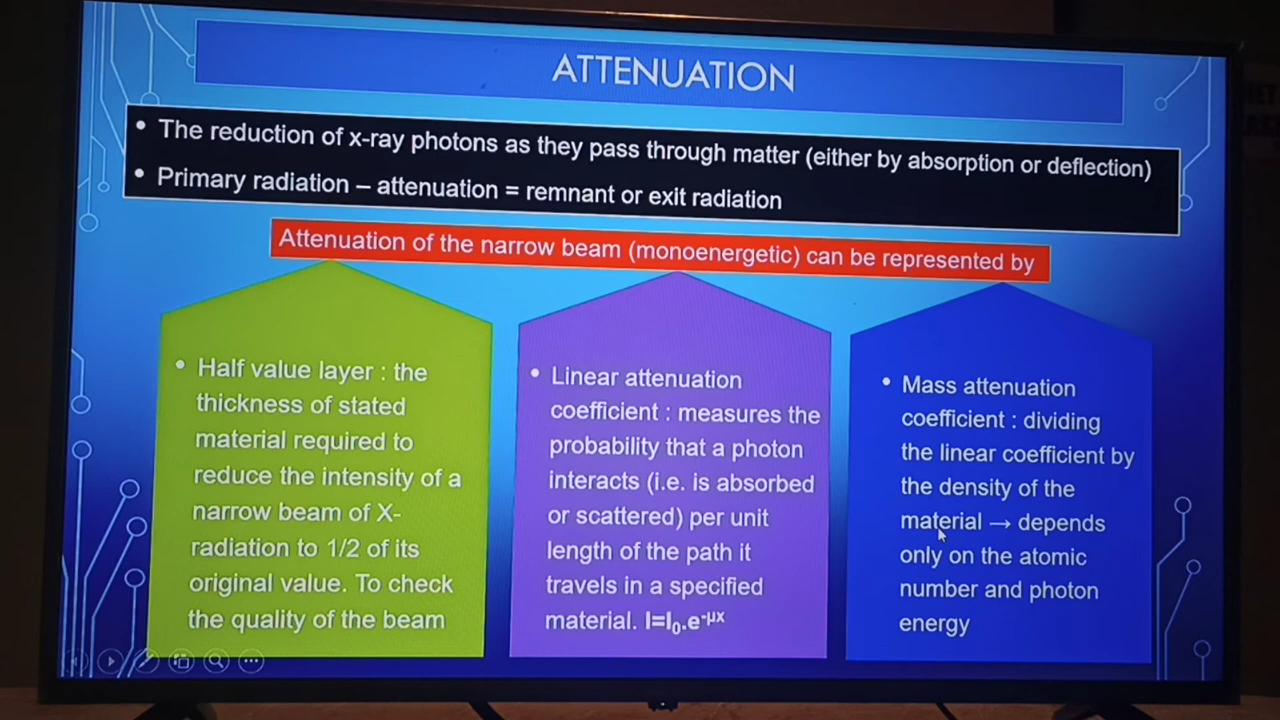 ATTENUATION
• The reduction of x-ray photons as they pass through matter (either by absorption or deflection)
• Primary radiation – attenuation = remnant or exit radiation
Attenuation of the narrow beam (monoenergetic) can be represented by
• Half value layer : the
thickness of stated
material required to
reduce the intensity of a
narrow beam of X-
radiation to 1/2 of its
original value. To check
the quality of the beam
• Linear attenuation
coefficient : measures the
probability that a photon
interacts (i.e. is absorbed
or scattered) per unit
length of the path it
travels in a specified
material. I=I₀.e⁻µˣ
• Mass attenuation
coefficient : dividing
the linear coefficient by
the density of the
material → depends
only on the atomic
number and photon
energy